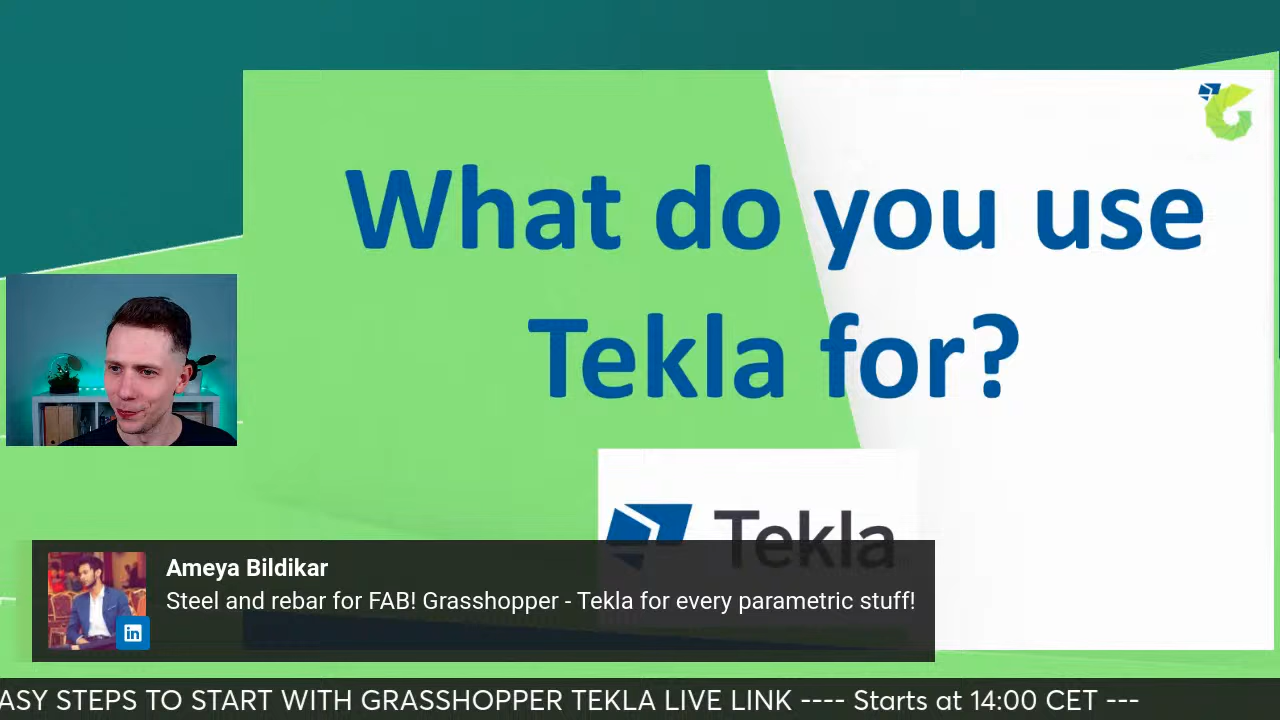 What do you use
Tekla for?
Tekla
Ameya Bildikar
Steel and rebar for FAB! Grasshopper - Tekla for every parametric stuff!
in
ASY STEPS TO START WITH GRASSHOPPER TEKLA LIVE LINK ---- Starts at 14:00 CET ---